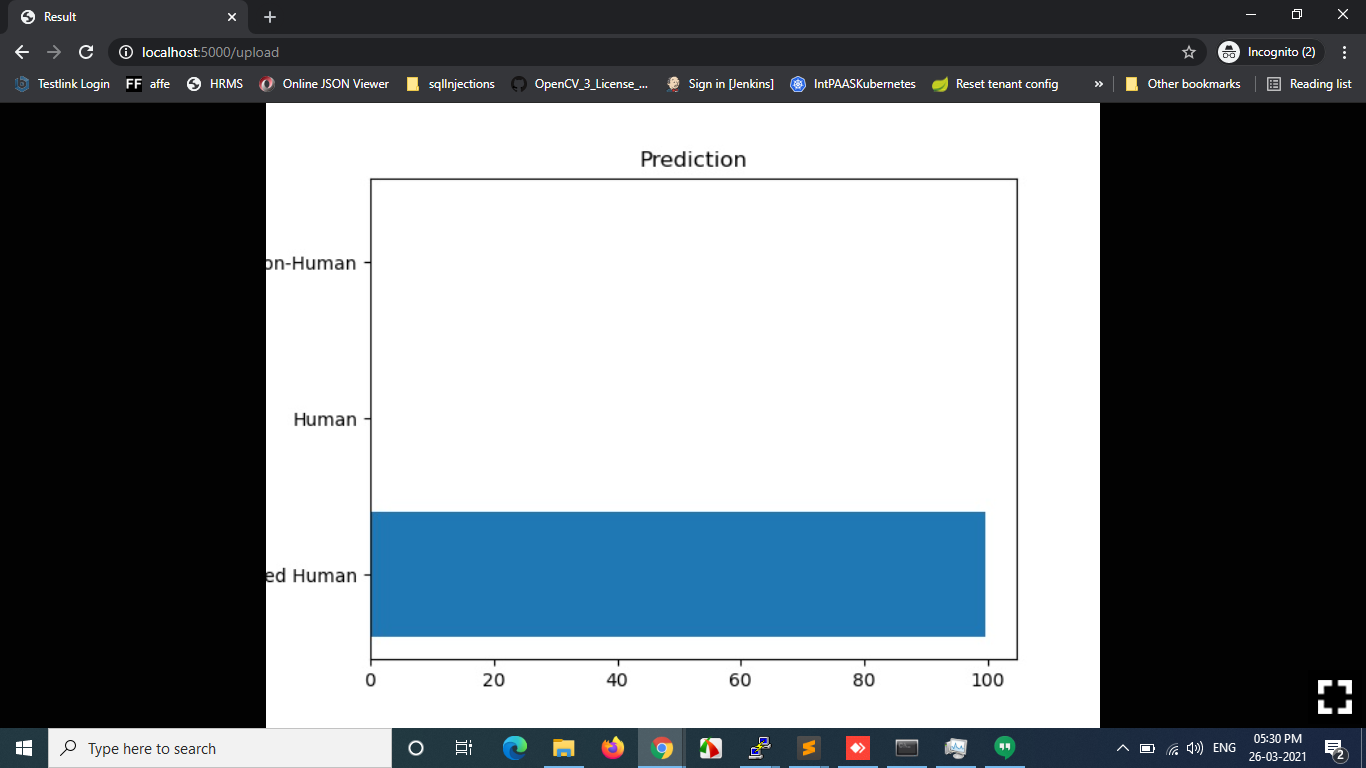 Result
localhost:5000/upload
Incognito (2)
Testlink Login
FF affe
HRMS
Online JSON Viewer
sqlInjections
OpenCV_3_License_...
Sign in [Jenkins]
IntPAASKubernetes
Reset tenant config
»
Other bookmarks
Reading list
Prediction
on-Human
Human
ed Human
0 20 40 60 80 100
Type here to search
ENG
05:30 PM
26-03-2021
2